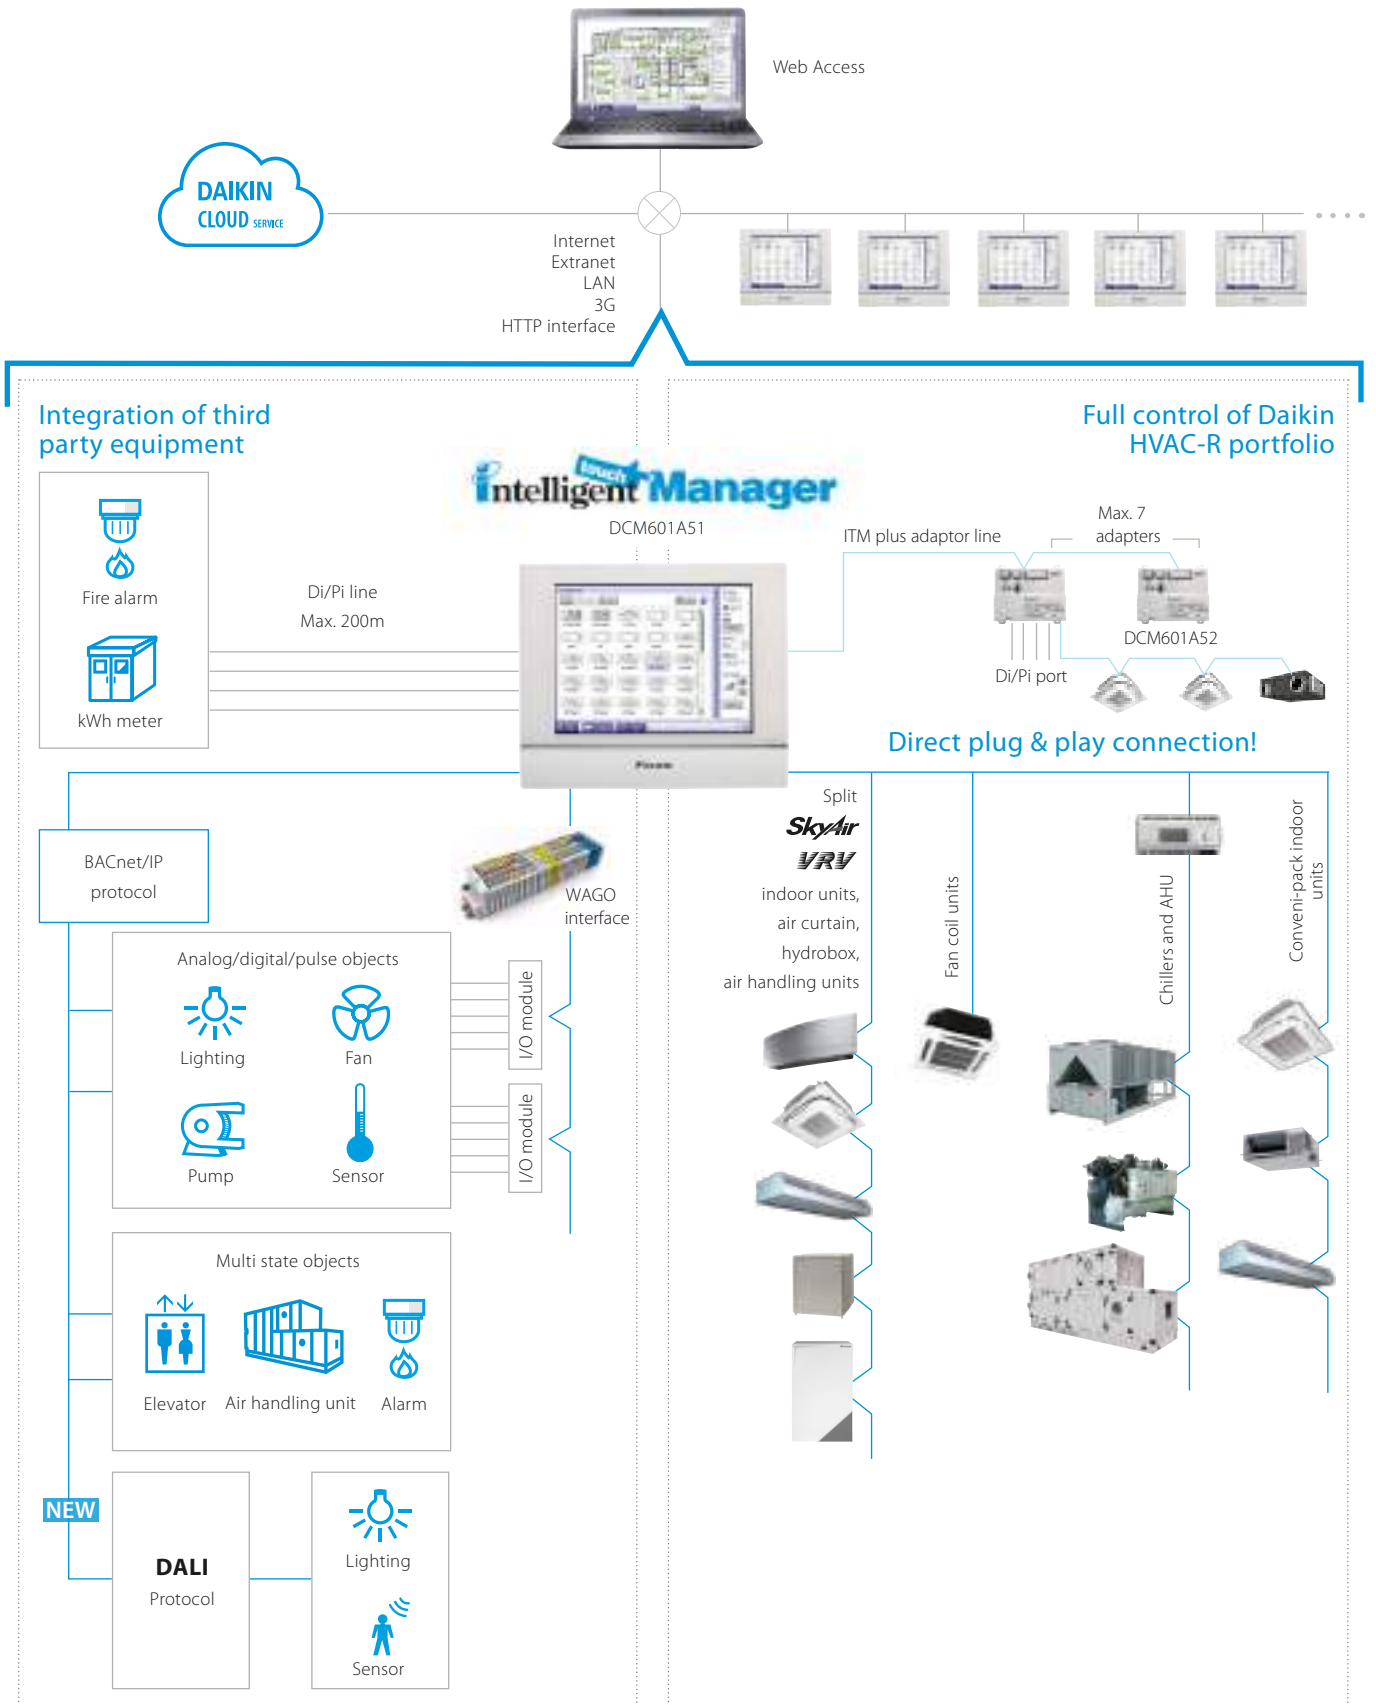 Web Access
DAIKIN
CLOUD SERVICE
Internet
Extranet
LAN
3G
HTTP interface
Integration of third
party equipment
Full control of Daikin
HVAC-R portfolio
touch
intelligent Manager
DCM601A51
Fire alarm
kWh meter
Di/Pi line
Max. 200m
ITM plus adaptor line
Max. 7
adapters
DCM601A52
Di/Pi port
Direct plug & play connection!
BACnet/IP
protocol
WAGO
interface
Analog/digital/pulse objects
Lighting
Fan
Pump
Sensor
I/O module
I/O module
Split
SkyAir
VRV
indoor units,
air curtain,
hydrobox,
air handling units
Fan coil units
Chillers and AHU
Conveni-pack indoor
units
Multi state objects
Elevator
Air handling unit
Alarm
NEW
DALI
Protocol
Lighting
Sensor